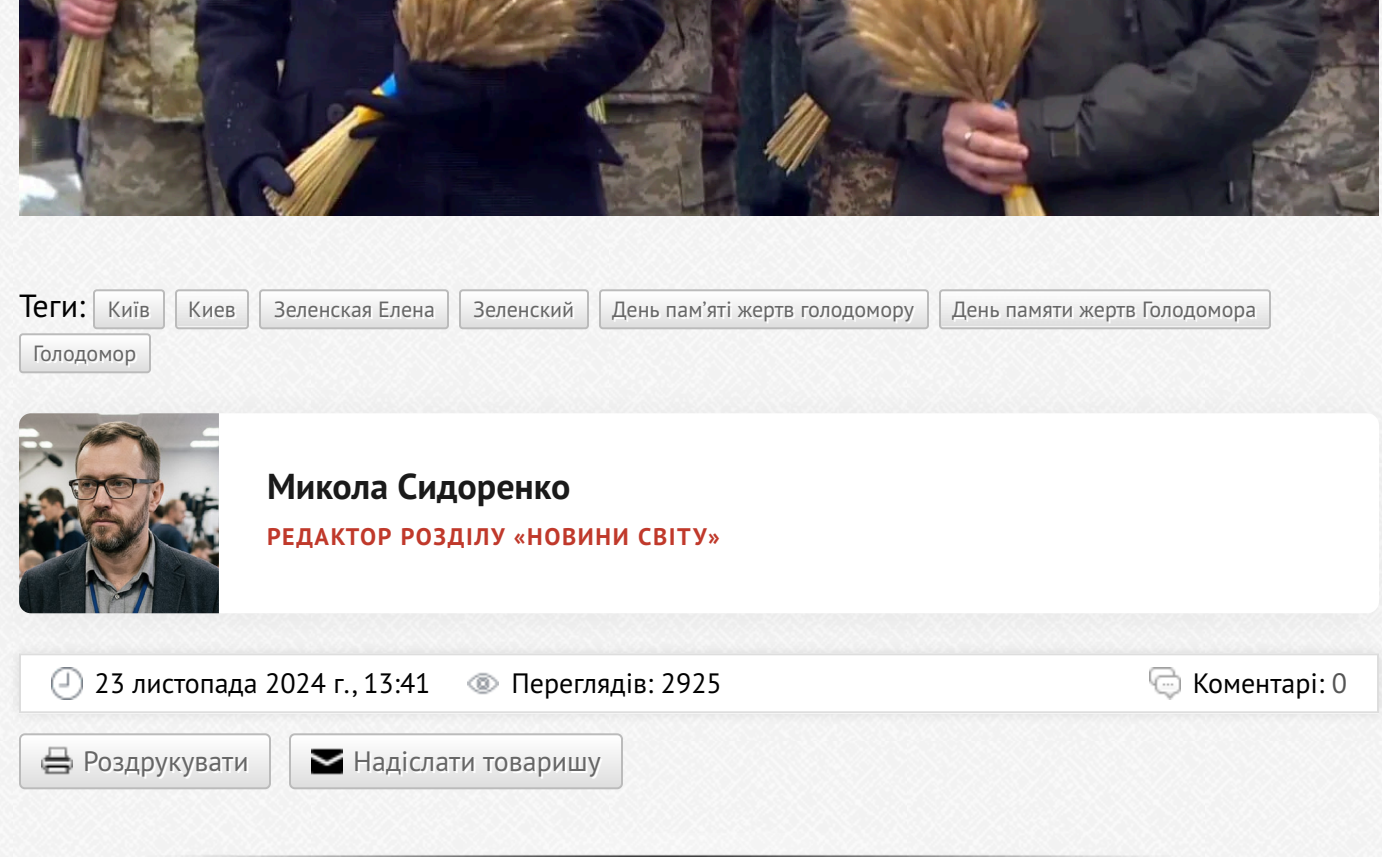 Теги: Київ Киев Зеленская Елена Зеленский День пам’яті жертв голодомору День памяти жертв Голодомора
Голодомор
Микола Сидоренко
РЕДАКТОР РОЗДІЛУ «НОВИНИ СВІТУ»
23 листопада 2024 г., 13:41 Переглядів: 2925 Коментарі: 0
Роздрукувати Надіслати товаришу